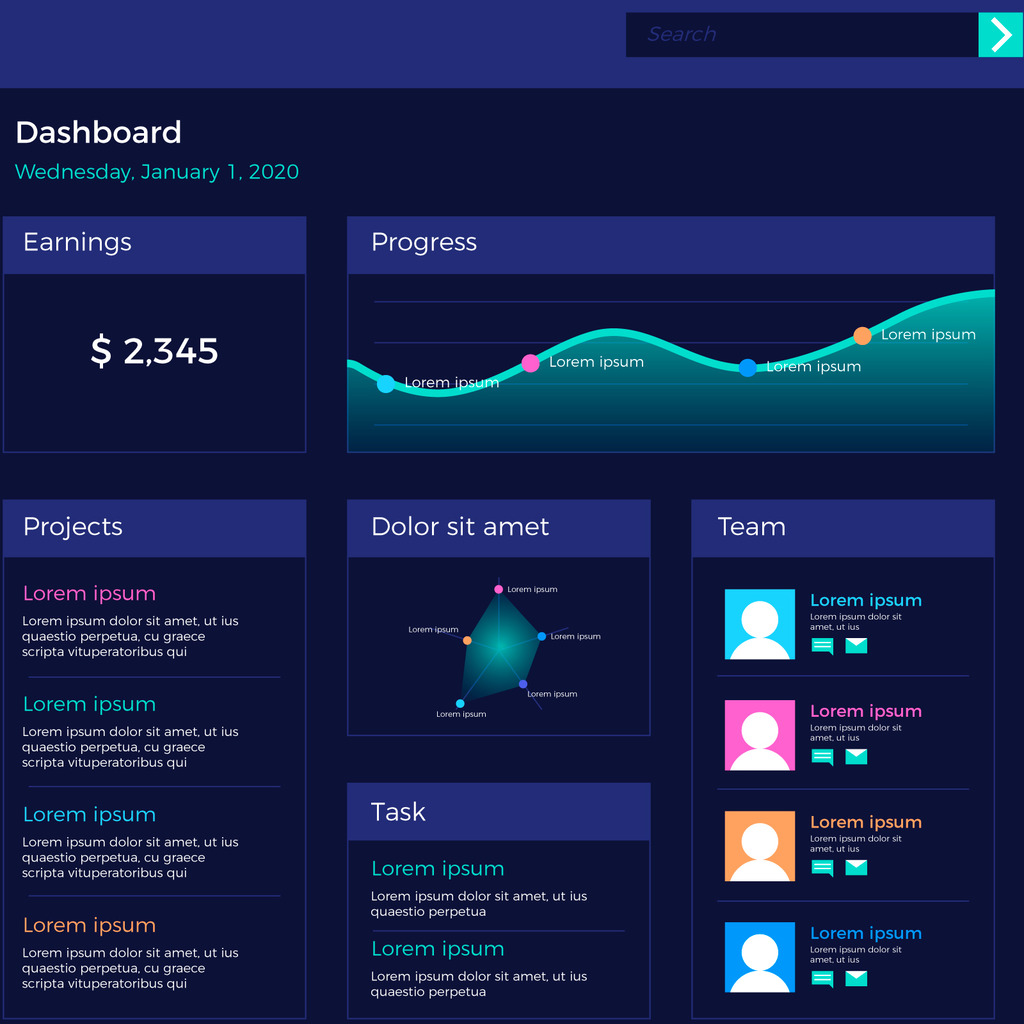 Search
Dashboard
Wednesday, January 1, 2020
Earnings
$ 2,345
Progress
Lorem ipsum
Lorem ipsum
Lorem ipsum
Lorem ipsum
Projects
Lorem ipsum
Lorem ipsum dolor sit amet, ut ius
quaestio perpetua, cu graece
scripta vituperatoribus qui
Lorem ipsum
Lorem ipsum dolor sit amet, ut ius
quaestio perpetua, cu graece
scripta vituperatoribus qui
Lorem ipsum
Lorem ipsum dolor sit amet, ut ius
quaestio perpetua, cu graece
scripta vituperatoribus qui
Lorem ipsum
Lorem ipsum dolor sit amet, ut ius
quaestio perpetua, cu graece
scripta vituperatoribus qui
Dolor sit amet
Lorem ipsum
Lorem ipsum
Lorem ipsum
Lorem ipsum
Lorem ipsum
Task
Lorem ipsum
Lorem ipsum dolor sit amet, ut ius
quaestio perpetua
Lorem ipsum
Lorem ipsum dolor sit amet, ut ius
quaestio perpetua
Team
Lorem ipsum
Lorem ipsum dolor sit
amet, ut ius
Lorem ipsum
Lorem ipsum dolor sit
amet, ut ius
Lorem ipsum
Lorem ipsum dolor sit
amet, ut ius
Lorem ipsum
Lorem ipsum dolor sit
amet, ut ius